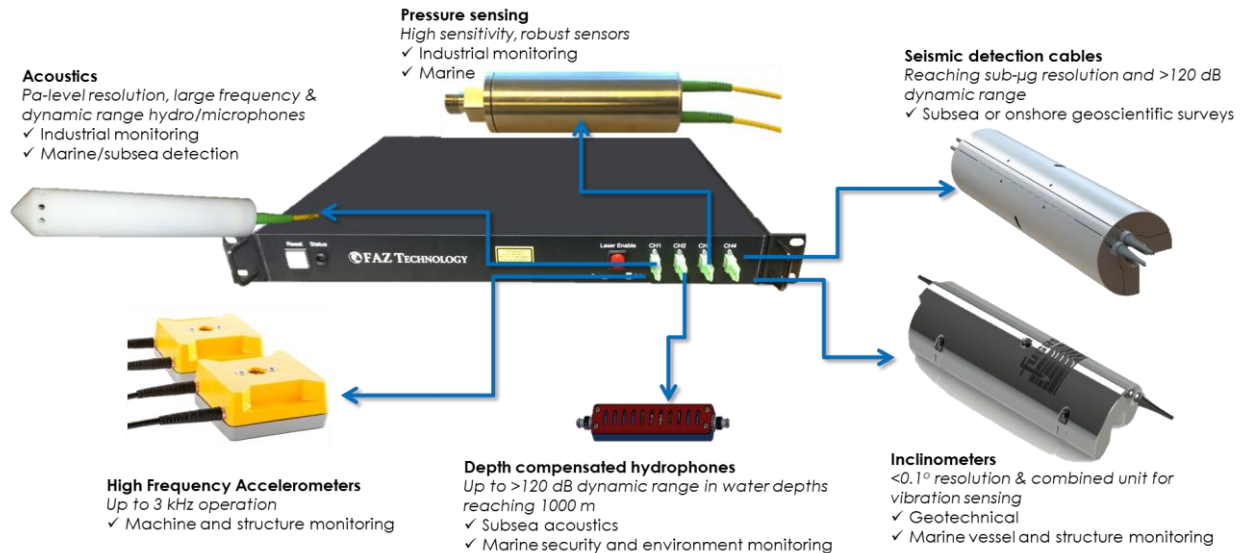 Pressure sensing
High sensitivity, robust sensors
✓ Industrial monitoring
✓ Marine
Acoustics
Pa-level resolution, large frequency &
dynamic range hydro/microphones
✓ Industrial monitoring
✓ Marine/subsea detection
Seismic detection cables
Reaching sub-µg resolution and >120 dB
dynamic range
✓ Subsea or onshore geoscientific surveys
Reset Status
FAZ TECHNOLOGY
Laser Enable
CH1 CH2 CH4
High Frequency Accelerometers
Up to 3 kHz operation
✓ Machine and structure monitoring
Depth compensated hydrophones
Up to >120 dB dynamic range in water depths
reaching 1000 m
✓ Subsea acoustics
✓ Marine security and environment monitoring
Inclinometers
<0.1° resolution & combined unit for
vibration sensing
✓ Geotechnical
✓ Marine vessel and structure monitoring